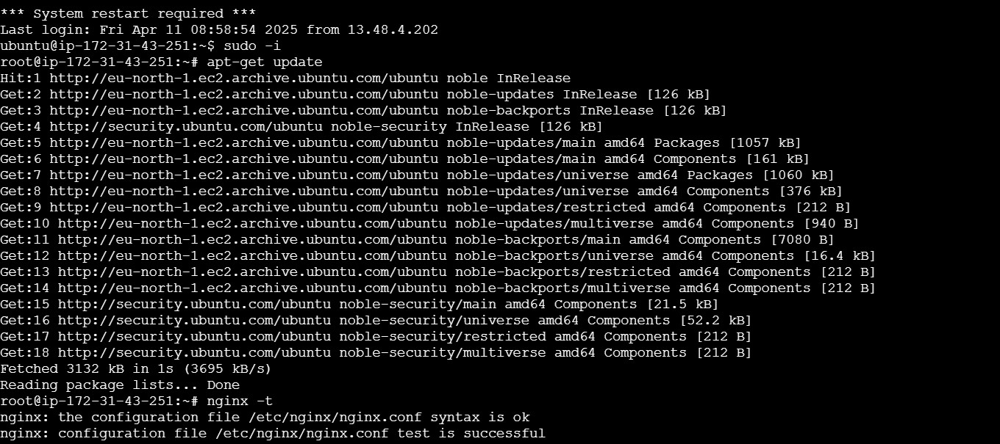 *** System restart required ***
Last login: Fri Apr 11 08:58:54 2025 from 13.48.4.202
ubuntu@ip-172-31-43-251:~$ sudo -i
root@ip-172-31-43-251:~# apt-get update
Hit:1 http://eu-north-1.ec2.archive.ubuntu.com/ubuntu noble InRelease
Get:2 http://eu-north-1.ec2.archive.ubuntu.com/ubuntu noble-updates InRelease [126 kB]
Get:3 http://eu-north-1.ec2.archive.ubuntu.com/ubuntu noble-backports InRelease [126 kB]
Get:4 http://security.ubuntu.com/ubuntu noble-security InRelease [126 kB]
Get:5 http://eu-north-1.ec2.archive.ubuntu.com/ubuntu noble-updates/main amd64 Packages [1057 kB]
Get:6 http://eu-north-1.ec2.archive.ubuntu.com/ubuntu noble-updates/main amd64 Components [161 kB]
Get:7 http://eu-north-1.ec2.archive.ubuntu.com/ubuntu noble-updates/universe amd64 Packages [1060 kB]
Get:8 http://eu-north-1.ec2.archive.ubuntu.com/ubuntu noble-updates/universe amd64 Components [376 kB]
Get:9 http://eu-north-1.ec2.archive.ubuntu.com/ubuntu noble-updates/restricted amd64 Components [212 B]
Get:10 http://eu-north-1.ec2.archive.ubuntu.com/ubuntu noble-updates/multiverse amd64 Components [940 B]
Get:11 http://eu-north-1.ec2.archive.ubuntu.com/ubuntu noble-backports/main amd64 Components [7080 B]
Get:12 http://eu-north-1.ec2.archive.ubuntu.com/ubuntu noble-backports/universe amd64 Components [16.4 kB]
Get:13 http://eu-north-1.ec2.archive.ubuntu.com/ubuntu noble-backports/restricted amd64 Components [212 B]
Get:14 http://eu-north-1.ec2.archive.ubuntu.com/ubuntu noble-backports/multiverse amd64 Components [212 B]
Get:15 http://security.ubuntu.com/ubuntu noble-security/main amd64 Components [21.5 kB]
Get:16 http://security.ubuntu.com/ubuntu noble-security/universe amd64 Components [52.2 kB]
Get:17 http://security.ubuntu.com/ubuntu noble-security/restricted amd64 Components [212 B]
Get:18 http://security.ubuntu.com/ubuntu noble-security/multiverse amd64 Components [212 B]
Fetched 3132 kB in 1s (3695 kB/s)
Reading package lists... Done
root@ip-172-31-43-251:~# nginx -t
nginx: the configuration file /etc/nginx/nginx.conf syntax is ok
nginx: configuration file /etc/nginx/nginx.conf test is successful